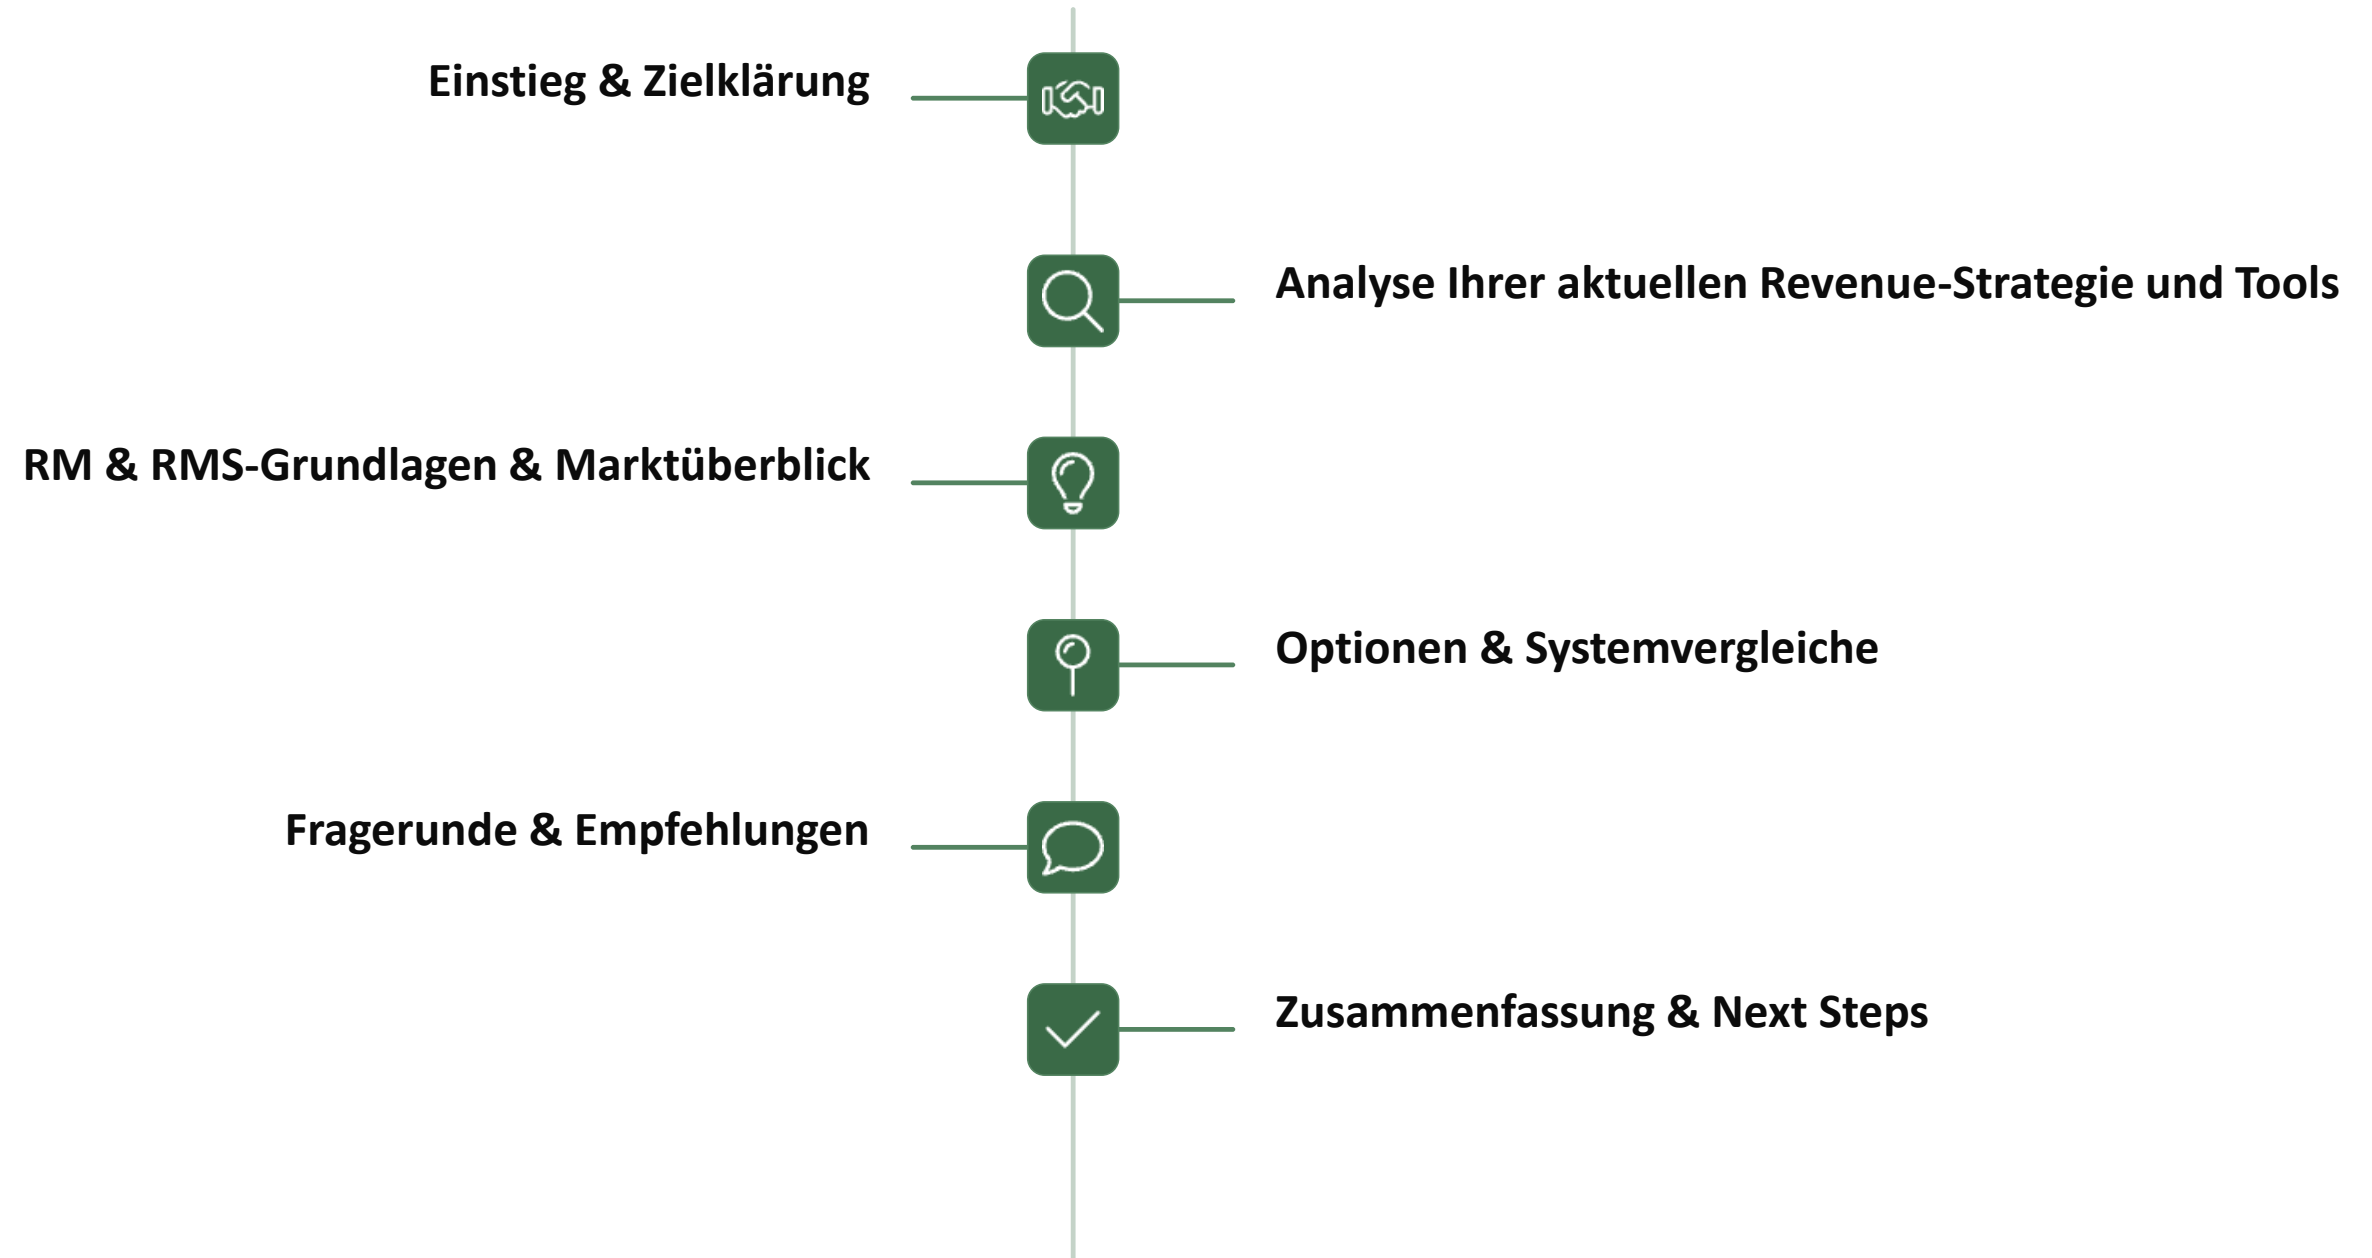 Einstieg & Zielklärung
Analyse Ihrer aktuellen Revenue-Strategie und Tools
RM & RMS-Grundlagen & Marktüberblick
Optionen & Systemvergleiche
Fragerunde & Empfehlungen
Zusammenfassung & Next Steps